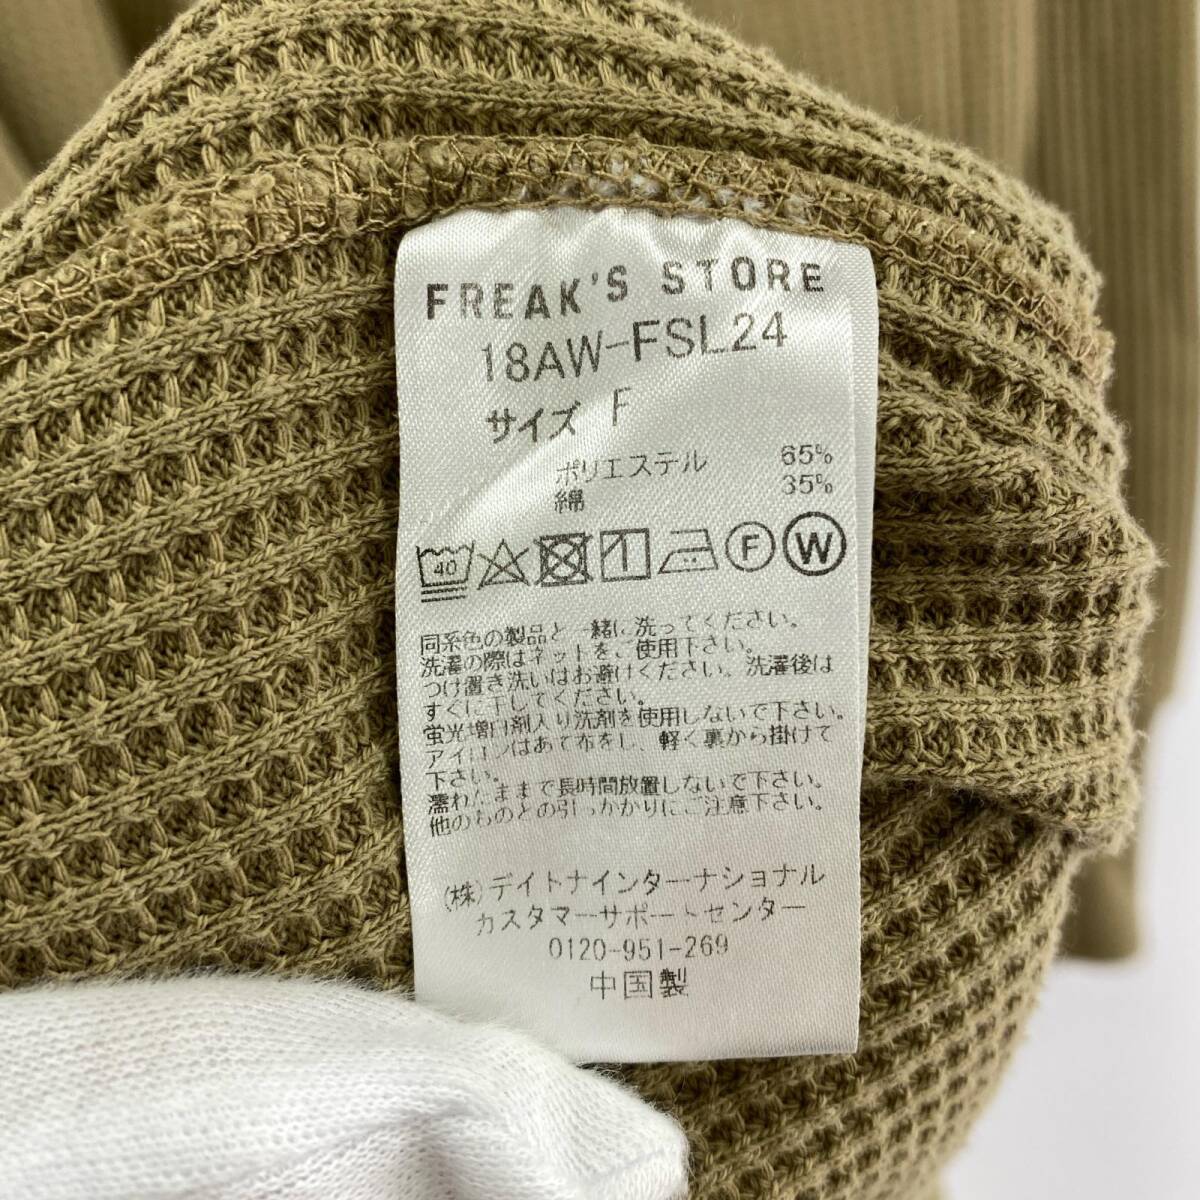 FREAK'S STORE
18AW-FSL24
サイズ F
ポリエステル 65%
綿 35%
40 F W
同系色の製品と一緒に洗ってください。
洗濯の際はネットをご使用下さい。
つけ置き洗いはお避けください。洗濯後は
すぐに干してください。
蛍光増白剤入り洗剤を使用しないで下さい。
アイロンはあて布をし、軽く裏から掛けて
下さい。
濡れたままで長時間放置しないで下さい。
他のものとの引っかかりにご注意下さい。
(株)デイトナインターナショナル
カスタマーサポートセンター
0120-951-269
中国製